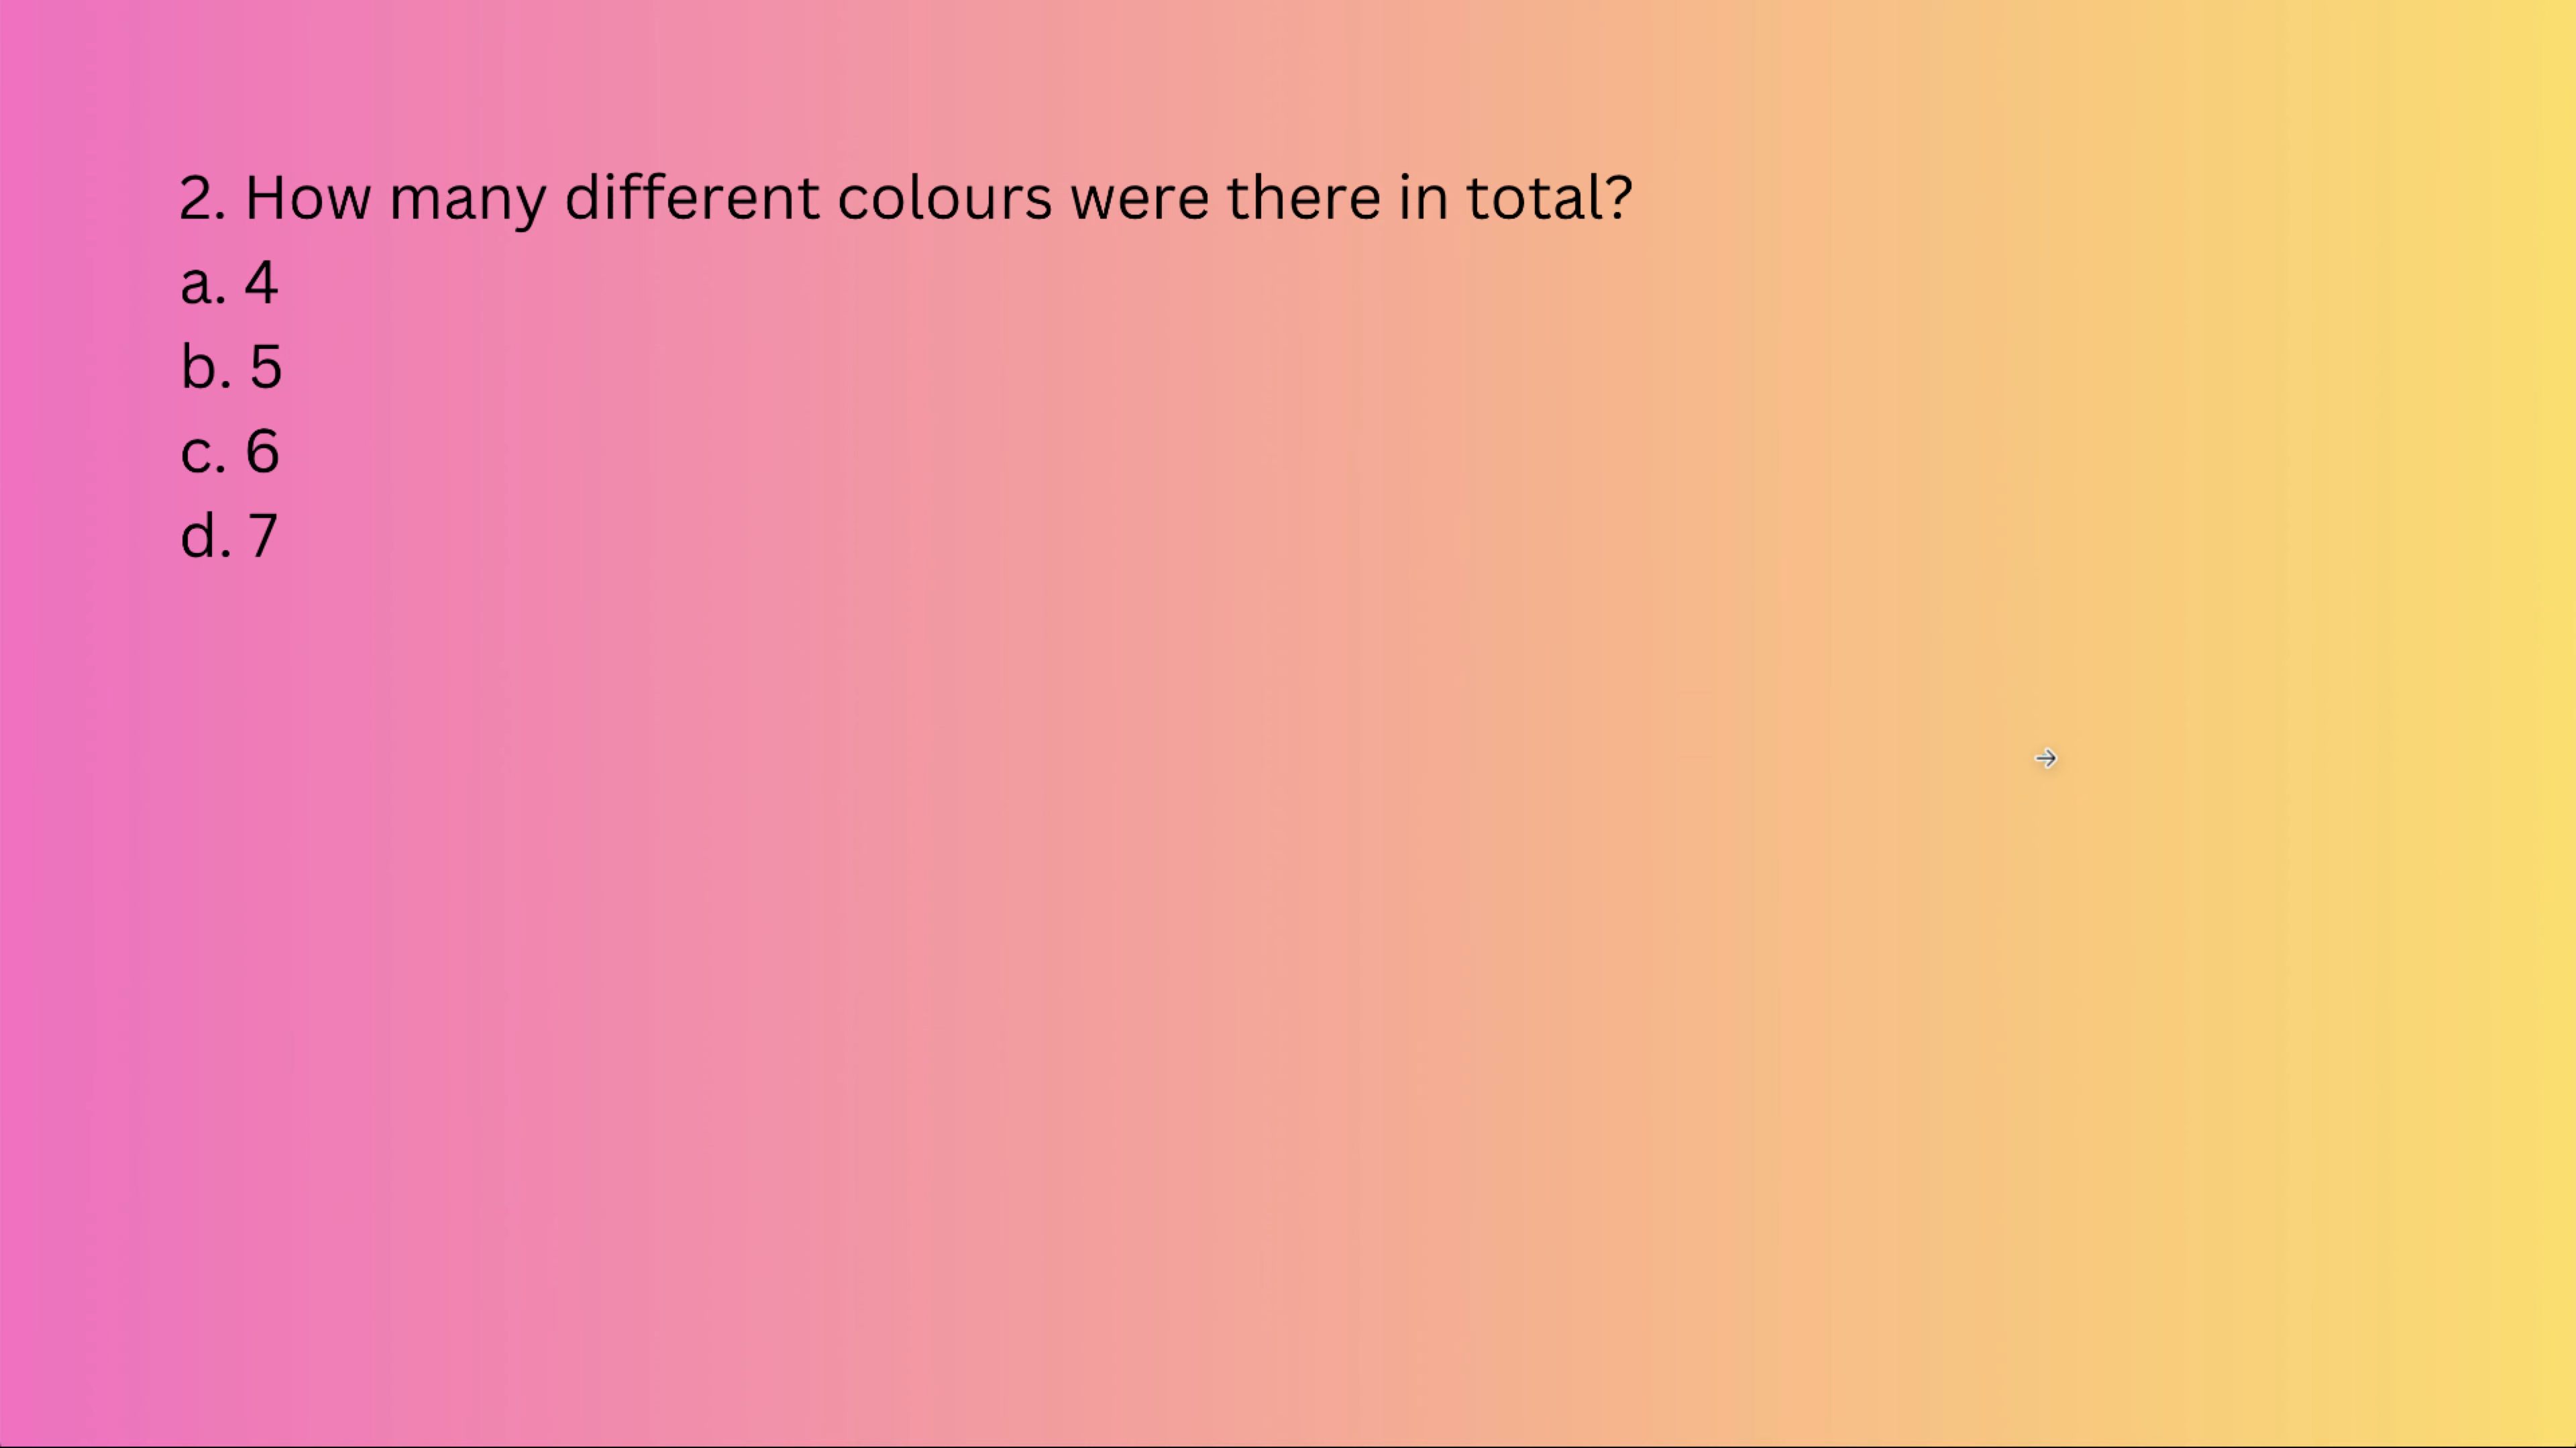 2. How many different colours were there in total?
a. 4
b. 5
c. 6
d. 7